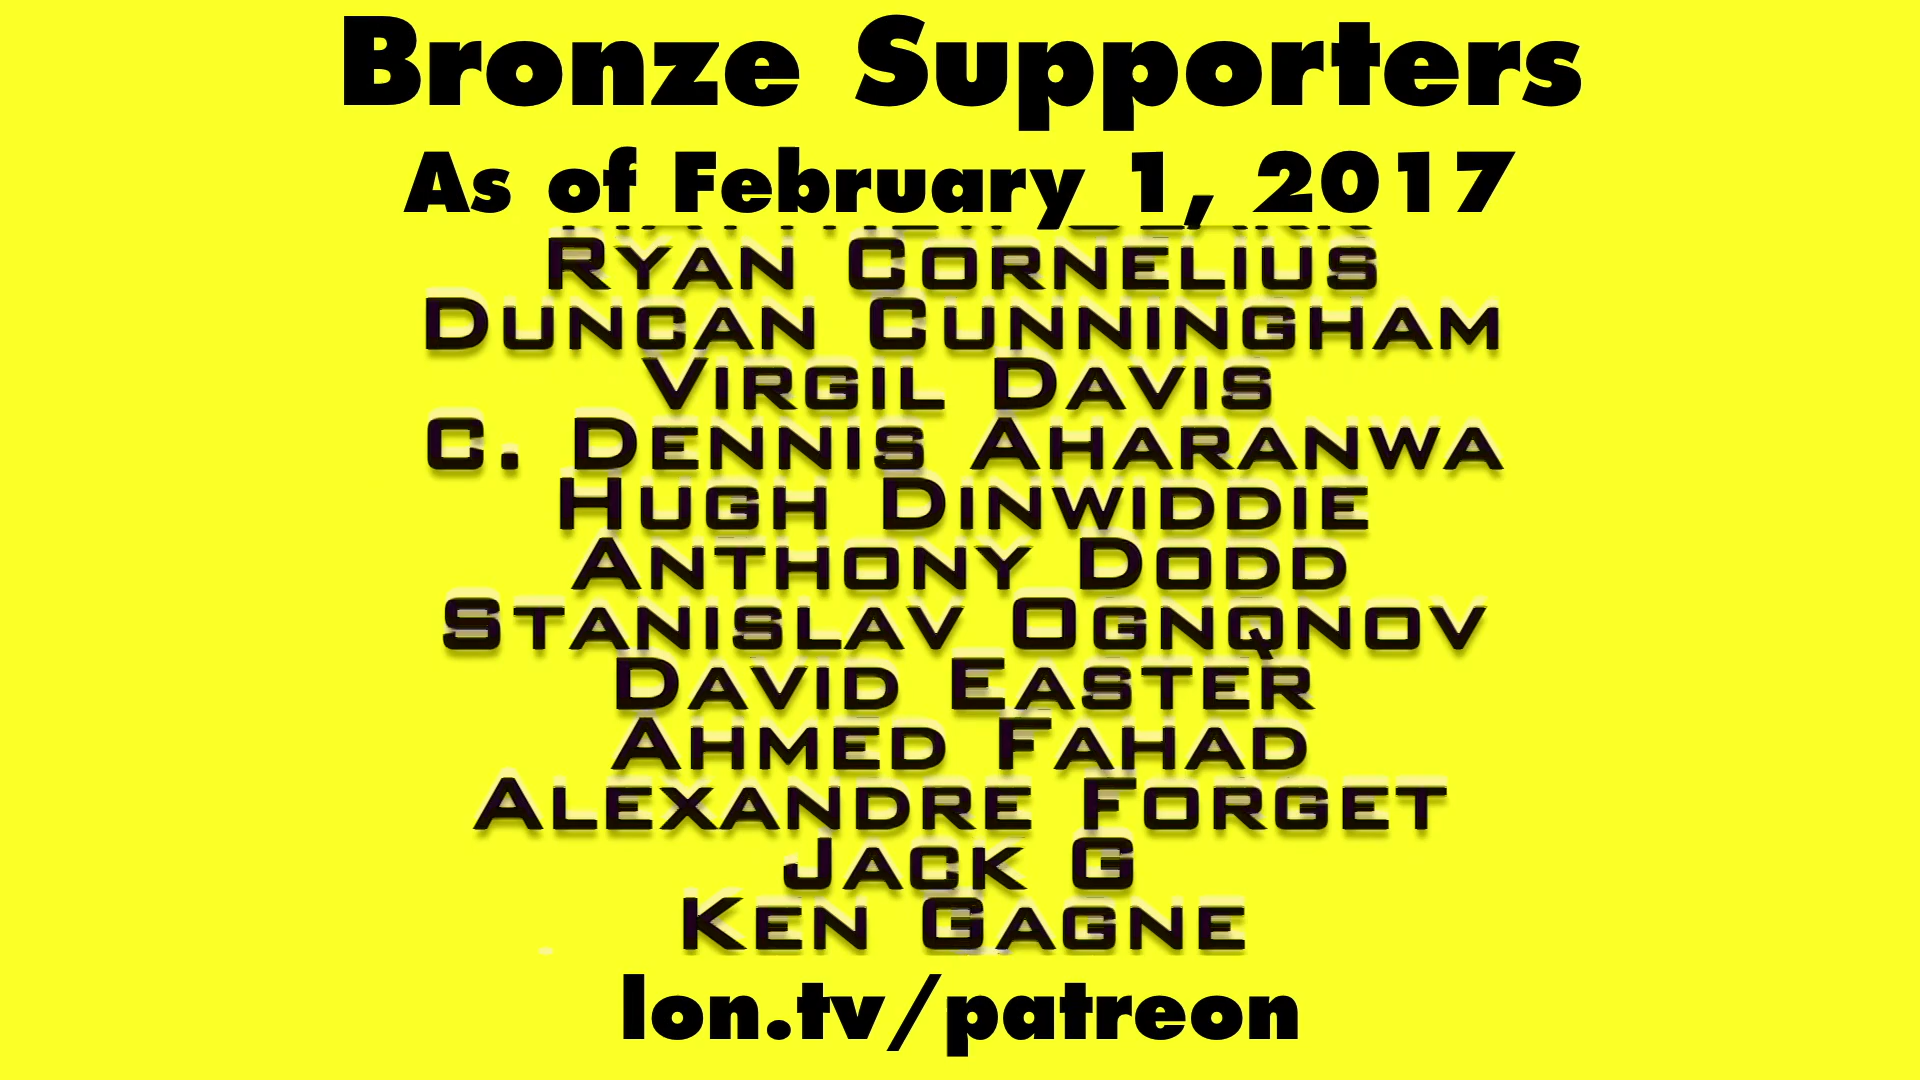 Bronze Supporters
As of February 1, 2017
Ryan Cornelius
Duncan Cunningham
Virgil Davis
C. Dennis Aharanwa
Hugh Dinwiddie
Anthony Dodd
Stanislav Ognqnov
David Easter
Ahmed Fahad
Alexandre Forget
Jack G
Ken Gagne
lon.tv/patreon